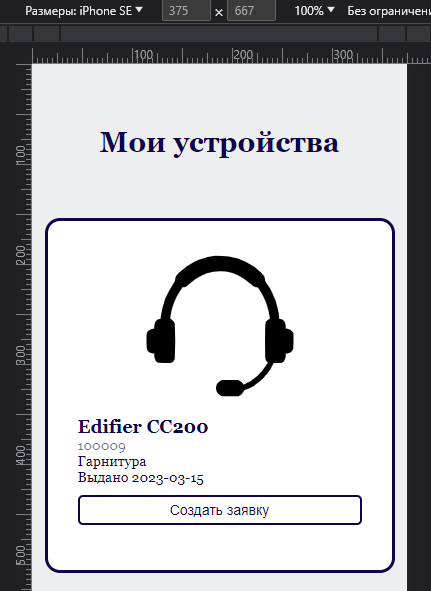 Размеры: iPhone SE ▼ 375 × 667 100% ▼ Без ограничени
100 200 300
100
200
300
400
500
Мои устройства
Edifier CC200
100009
Гарнитура
Выдано 2023-03-15
Создать заявку